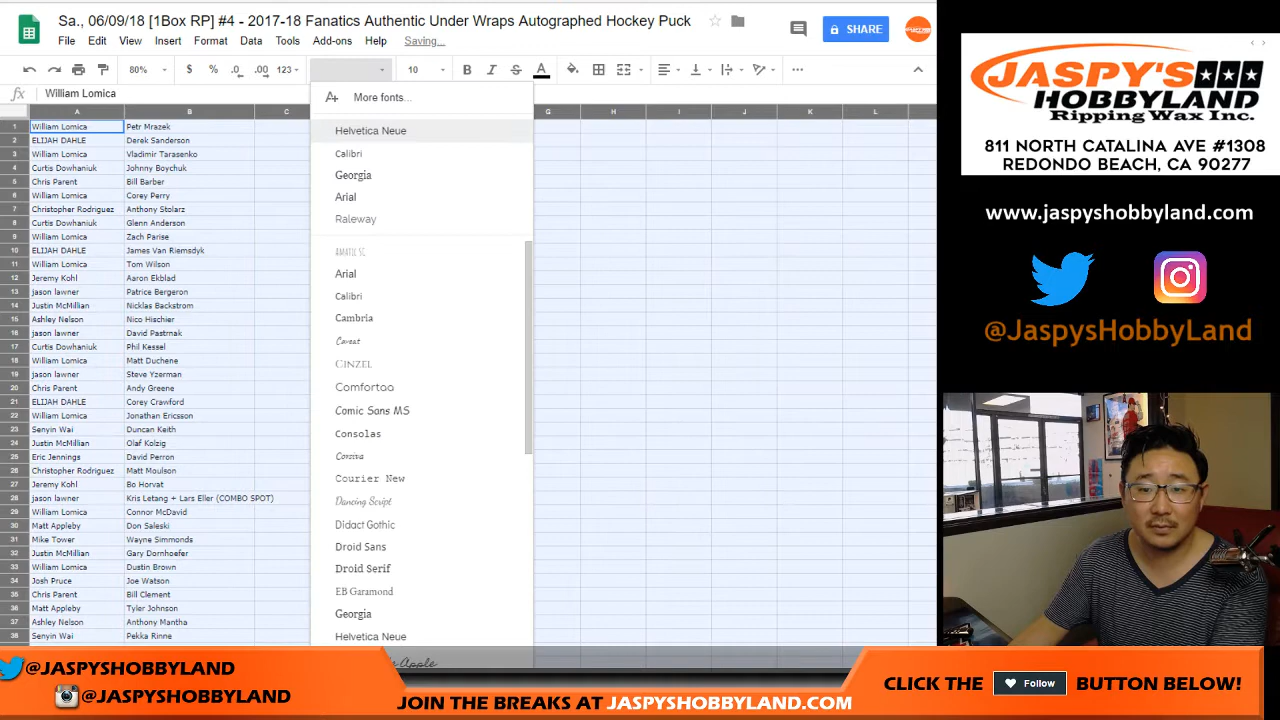 Sa., 06/09/18 [1Box RP] #4 - 2017-18 Fanatics Authentic Under Wraps Autographed Hockey Puck
File Edit View Insert Format Data Tools Add-ons Help Saving...
SHARE
80% $ % .0 .00 123 10 B I S A
fx William Lomica
A B C G H I J K L
1 William Lomica Petr Mrazek
2 ELIJAH DAHLE Derek Sanderson
3 William Lomica Vladimir Tarasenko
4 Curtis Dowhaniuk Johnny Boychuk
5 Chris Parent Bill Barber
6 William Lomica Corey Perry
7 Christopher Rodriguez Anthony Stolarz
8 Curtis Dowhaniuk Glenn Anderson
9 William Lomica Zach Parise
10 ELIJAH DAHLE James Van Riemsdyk
11 William Lomica Tom Wilson
12 Jeremy Kohl Aaron Ekblad
13 jason lawner Patrice Bergeron
14 Justin McMillian Nicklas Backstrom
15 Ashley Nelson Nico Hischier
16 jason lawner David Pastrnak
17 Curtis Dowhaniuk Phil Kessel
18 William Lomica Matt Duchene
19 jason lawner Steve Yzerman
20 Chris Parent Andy Greene
21 ELIJAH DAHLE Corey Crawford
22 William Lomica Jonathan Ericsson
23 Senyin Wai Duncan Keith
24 Justin McMillian Olaf Kolzig
25 Eric Jennings David Perron
26 Christopher Rodriguez Matt Moulson
27 Jeremy Kohl Bo Horvat
28 jason lawner Kris Letang + Lars Eller (COMBO SPOT)
29 William Lomica Connor McDavid
30 Matt Appleby Don Saleski
31 Mike Tower Wayne Simmonds
32 Justin McMillian Gary Dornhoefer
33 William Lomica Dustin Brown
34 Josh Pruce Joe Watson
35 Chris Parent Bill Clement
36 Matt Appleby Tyler Johnson
37 Ashley Nelson Anthony Mantha
38 Senyin Wai Pekka Rinne
More fonts...
Helvetica Neue
Calibri
Georgia
Arial
Raleway
AMATIC SC
Arial
Calibri
Cambria
Caveat
CINZEL
Comfortaa
Comic Sans MS
Consolas
Corsiva
Courier New
Dancing Script
Didact Gothic
Droid Sans
Droid Serif
EB Garamond
Georgia
Helvetica Neue
Apple
JASPY'S
HOBBYLAND
Ripping Wax Inc.
811 NORTH CATALINA AVE #1308
REDONDO BEACH, CA 90277
www.jaspyshobbyland.com
@JaspysHobbyLand
@JASPYSHOBBYLAND
@JASPYSHOBBYLAND
JOIN THE BREAKS AT JASPYSHOBBYLAND.COM
CLICK THE Follow BUTTON BELOW!